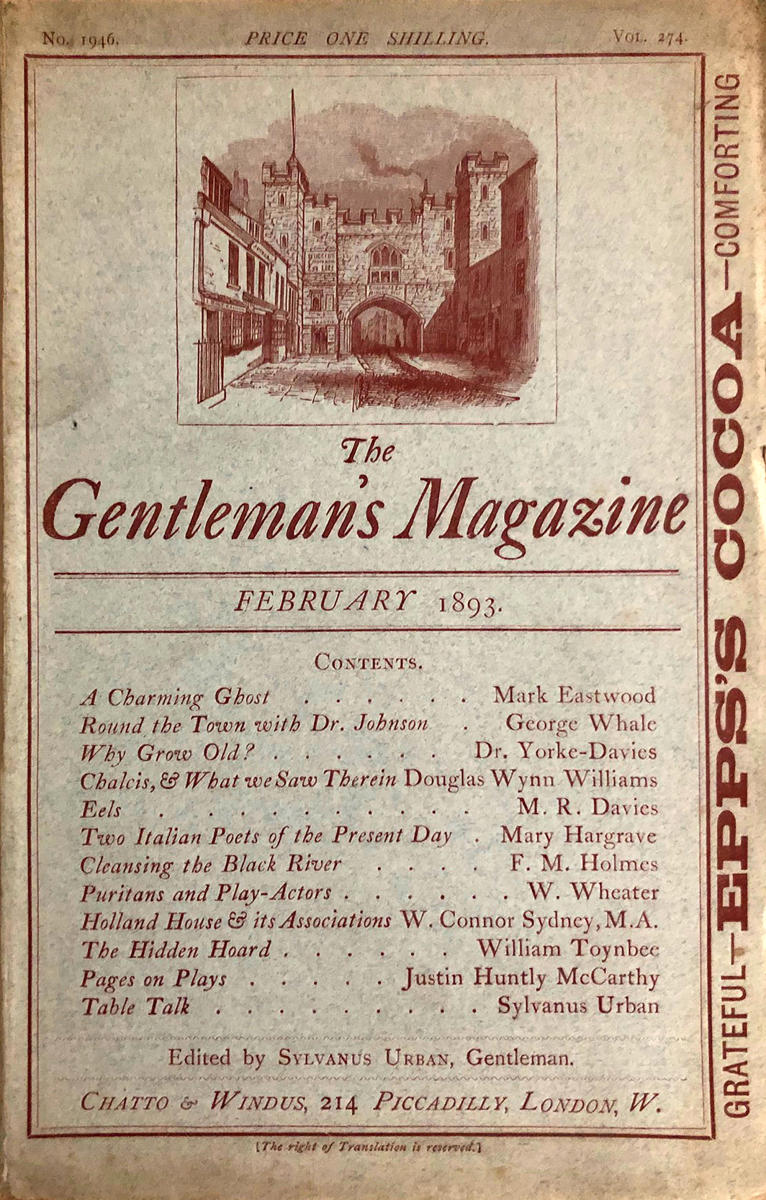 No. 1946. PRICE ONE SHILLING. VOL. 274.
The
Gentleman's Magazine
FEBRUARY 1893.
CONTENTS.
A Charming Ghost . . . . . . Mark Eastwood
Round the Town with Dr. Johnson . George Whale
Why Grow Old? . . . . . . Dr. Yorke-Davies
Chalcis, & What we Saw Therein Douglas Wynn Williams
Eels . . . . . . . . . . M. R. Davies
Two Italian Poets of the Present Day . Mary Hargrave
Cleansing the Black River . . . . F. M. Holmes
Puritans and Play-Actors . . . . . . W. Wheater
Holland House & its Associations W. Connor Sydney, M.A.
The Hidden Hoard . . . . . . William Toynbee
Pages on Plays . . . . . Justin Huntly McCarthy
Table Talk . . . . . . . . . Sylvanus Urban
Edited by SYLVANUS URBAN, Gentleman.
CHATTO & WINDUS, 214 PICCADILLY, LONDON, W.
[The right of Translation is reserved.]
GRATEFUL—EPPS'S COCOA—COMFORTING